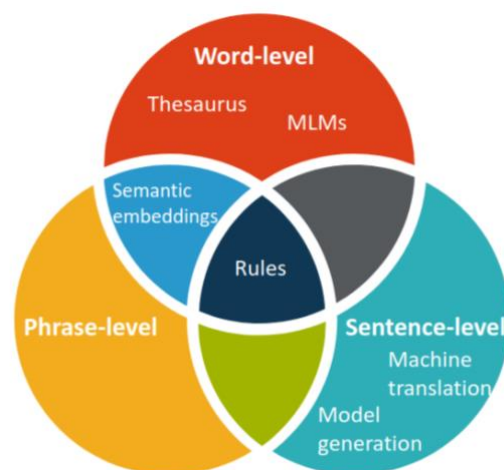 Word-level
Thesaurus
MLMs
Semantic
embeddings
Rules
Phrase-level
Sentence-level
Machine
translation
Model
generation